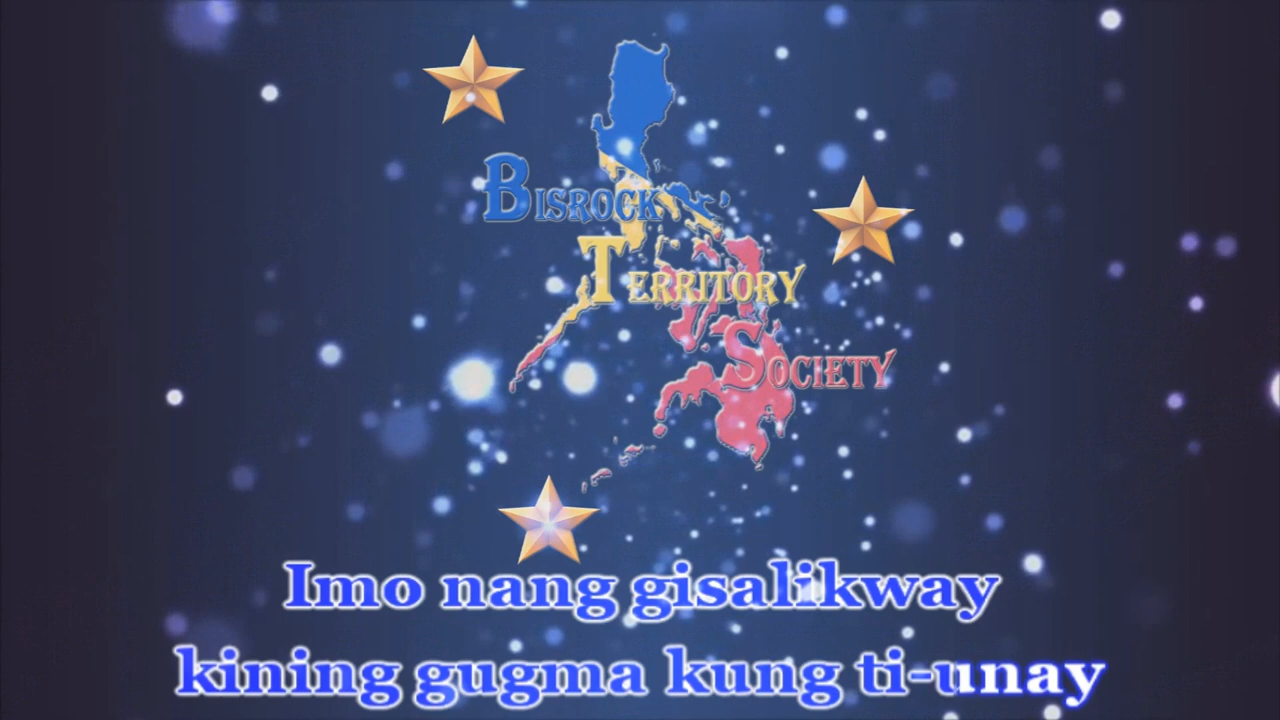 BISROCK
TERRITORY
SOCIETY
Imo nang gisalikway
kining gugma kung ti-unay